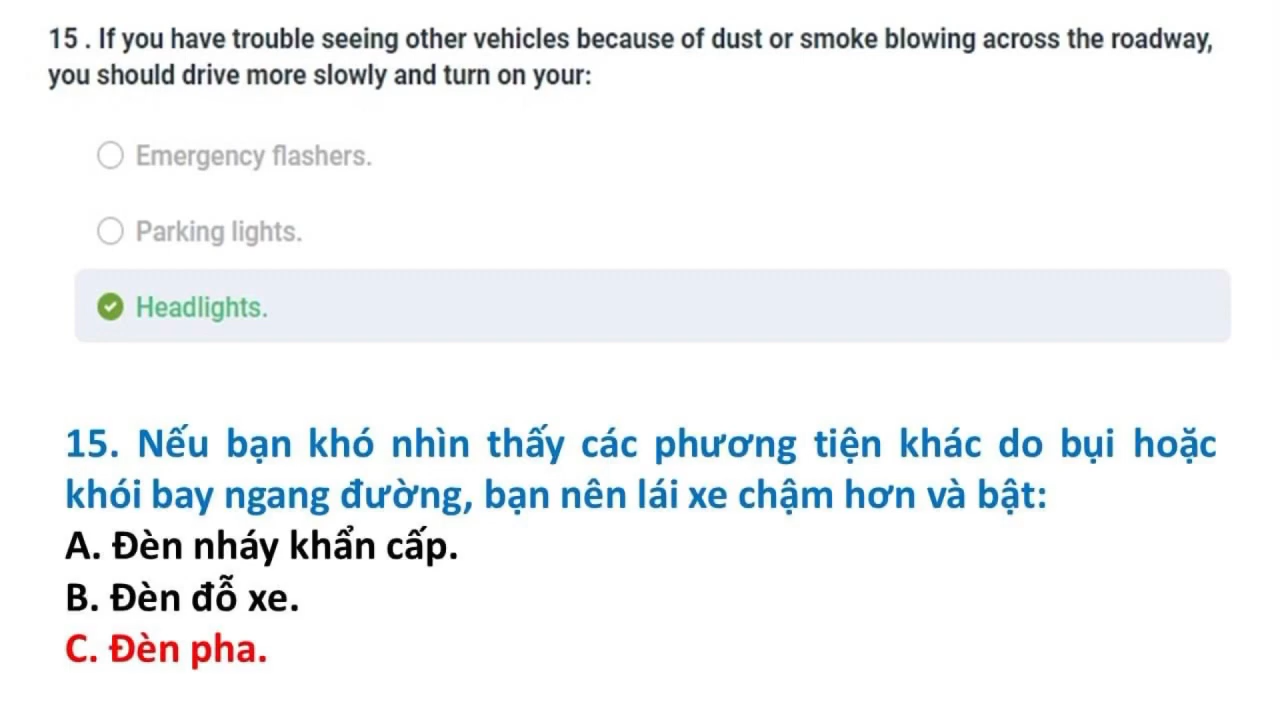 15 . If you have trouble seeing other vehicles because of dust or smoke blowing across the roadway,
you should drive more slowly and turn on your:
Emergency flashers.
Parking lights.
Headlights.
15. Nếu bạn khó nhìn thấy các phương tiện khác do bụi hoặc
khói bay ngang đường, bạn nên lái xe chậm hơn và bật:
A. Đèn nháy khẩn cấp.
B. Đèn đỗ xe.
C. Đèn pha.